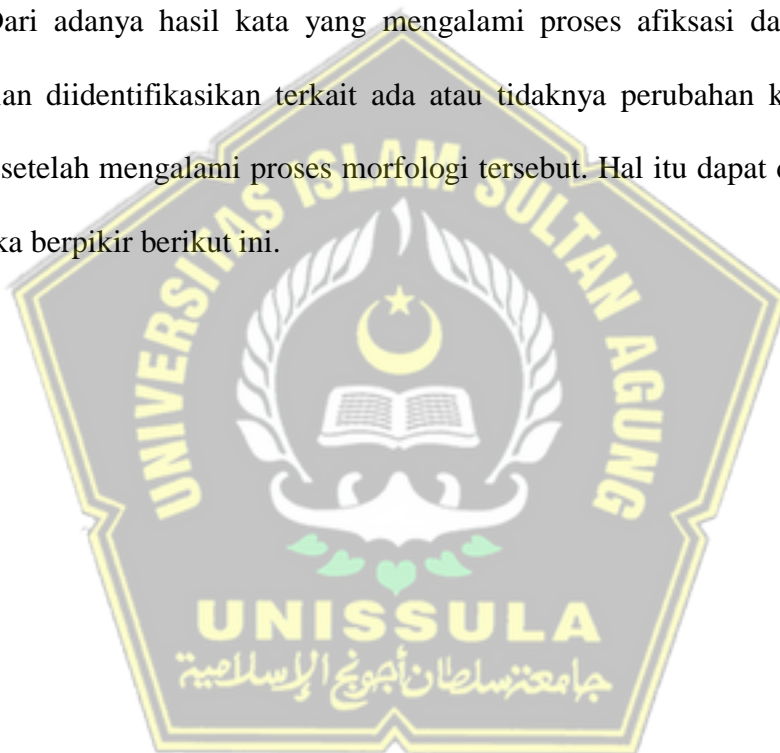 Dari adanya hasil kata yang mengalami proses afiksasi da
an diidentifikasikan terkait ada atau tidaknya perubahan k
setelah mengalami proses morfologi tersebut. Hal itu dapat
ka berpikir berikut ini.
UNIVERSITAS ISLAM SULTAN AGUNG
UNISSULA
جامعة سلطان أجونج الإسلامية